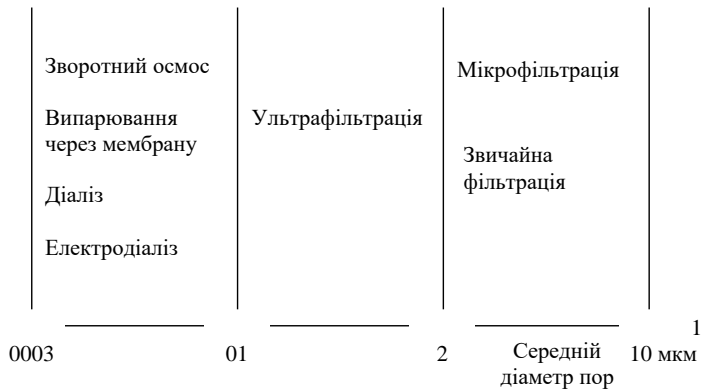 Зворотний осмос
Мікрофільтрація
Випарювання
через мембрану
Ультрафільтрація
Звичайна
фільтрація
Діаліз
Електродіаліз
1
0003
01
2
Середній
діаметр пор
10 мкм